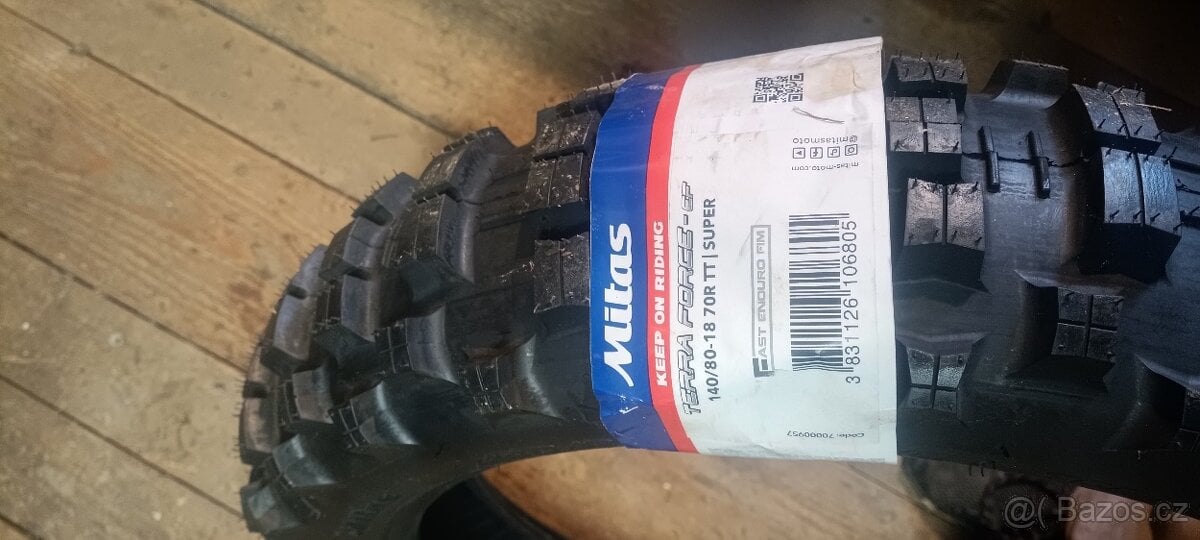 Mitas
KEEP ON RIDING
TERRA FORCE - EF
140/80-18 70R TT | SUPER
FAST ENDURO FIM
3 831126 106805
@mitasmoto
mitas-moto.com
Code: 70000957
@( Bazos.cz